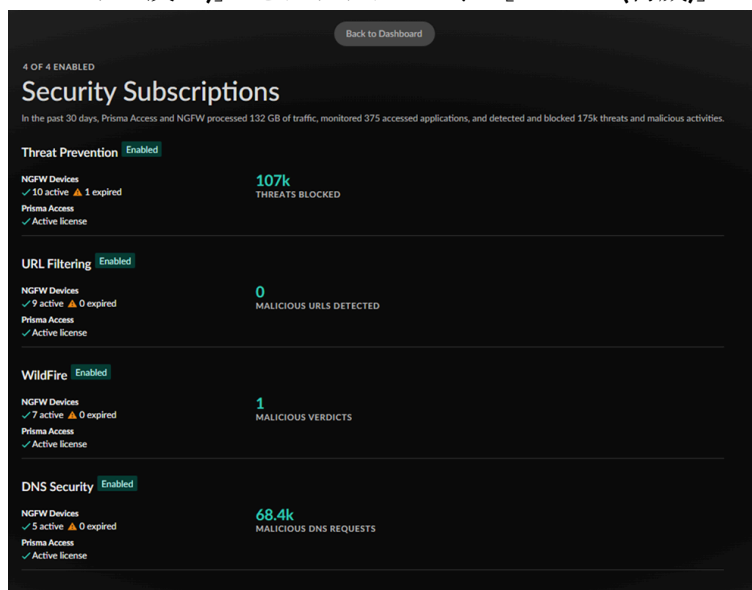 Back to Dashboard
4 OF 4 ENABLED
Security Subscriptions
In the past 30 days, Prisma Access and NGFW processed 132 GB of traffic, monitored 375 accessed applications, and detected and blocked 175k threats and malicious activities.
Threat Prevention Enabled
NGFW Devices
10 active 1 expired
Prisma Access
Active license
107k
THREATS BLOCKED
URL Filtering Enabled
NGFW Devices
9 active 0 expired
Prisma Access
Active license
0
MALICIOUS URLS DETECTED
WildFire Enabled
NGFW Devices
7 active 0 expired
Prisma Access
Active license
1
MALICIOUS VERDICTS
DNS Security Enabled
NGFW Devices
5 active 0 expired
Prisma Access
Active license
68.4k
MALICIOUS DNS REQUESTS